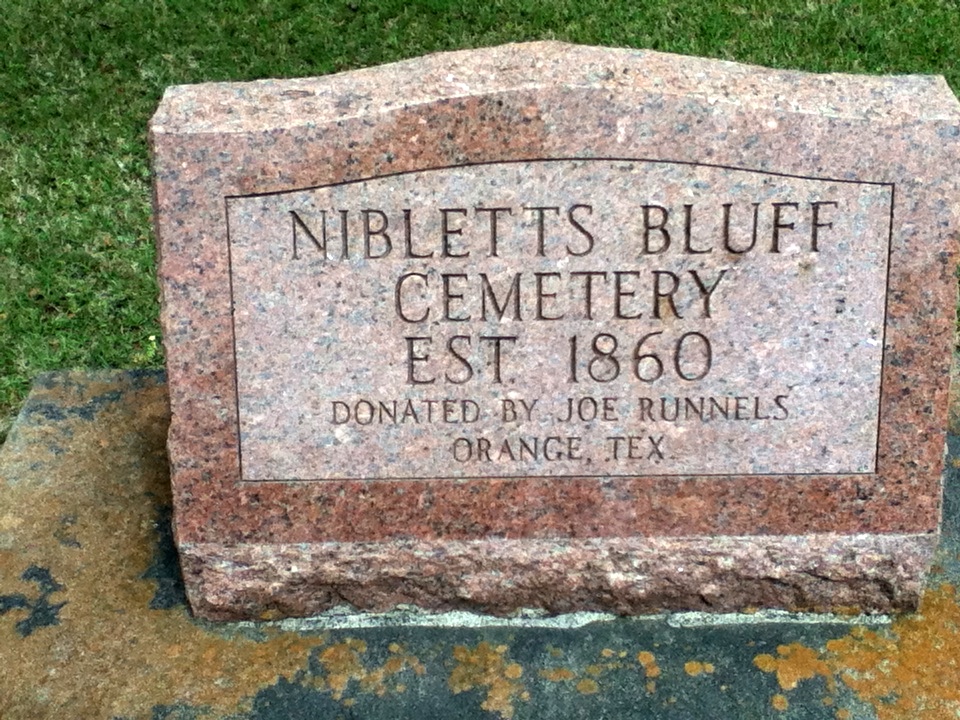 NIBLETTS BLUFF
CEMETERY
EST. 1860
DONATED BY JOE RUNNELS
ORANGE, TEX.